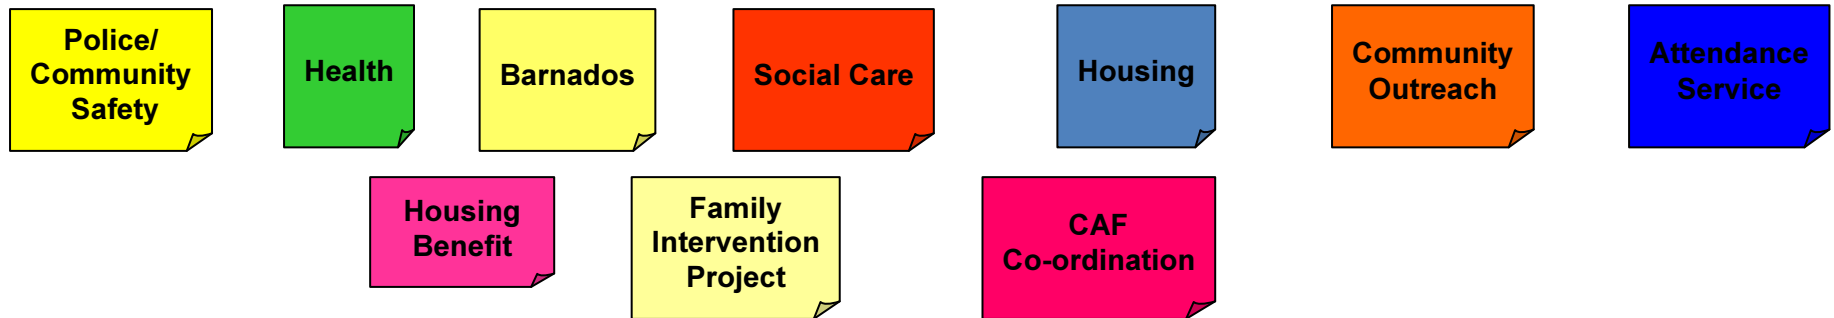 Police/
Community
Safety
Health
Barnados
Social Care
Housing
Community
Outreach
Attendance
Service
Housing
Benefit
Family
Intervention
Project
CAF
Co-ordination